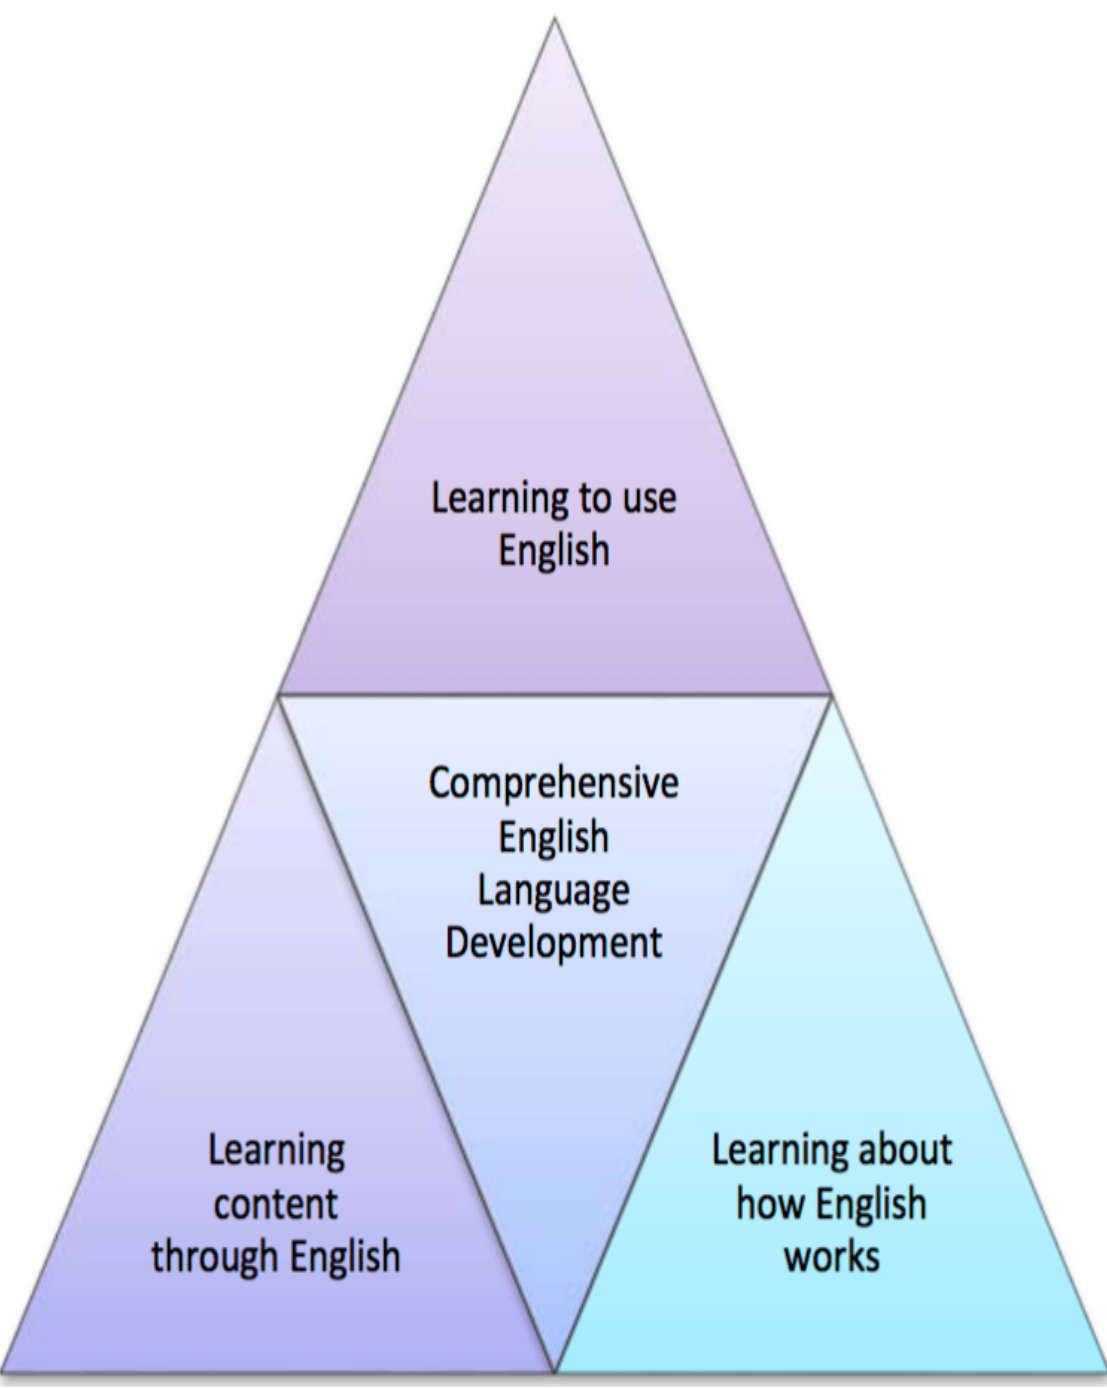 Learning to use
English
Comprehensive
English
Language
Development
Learning
content
through English
Learning about
how English
works